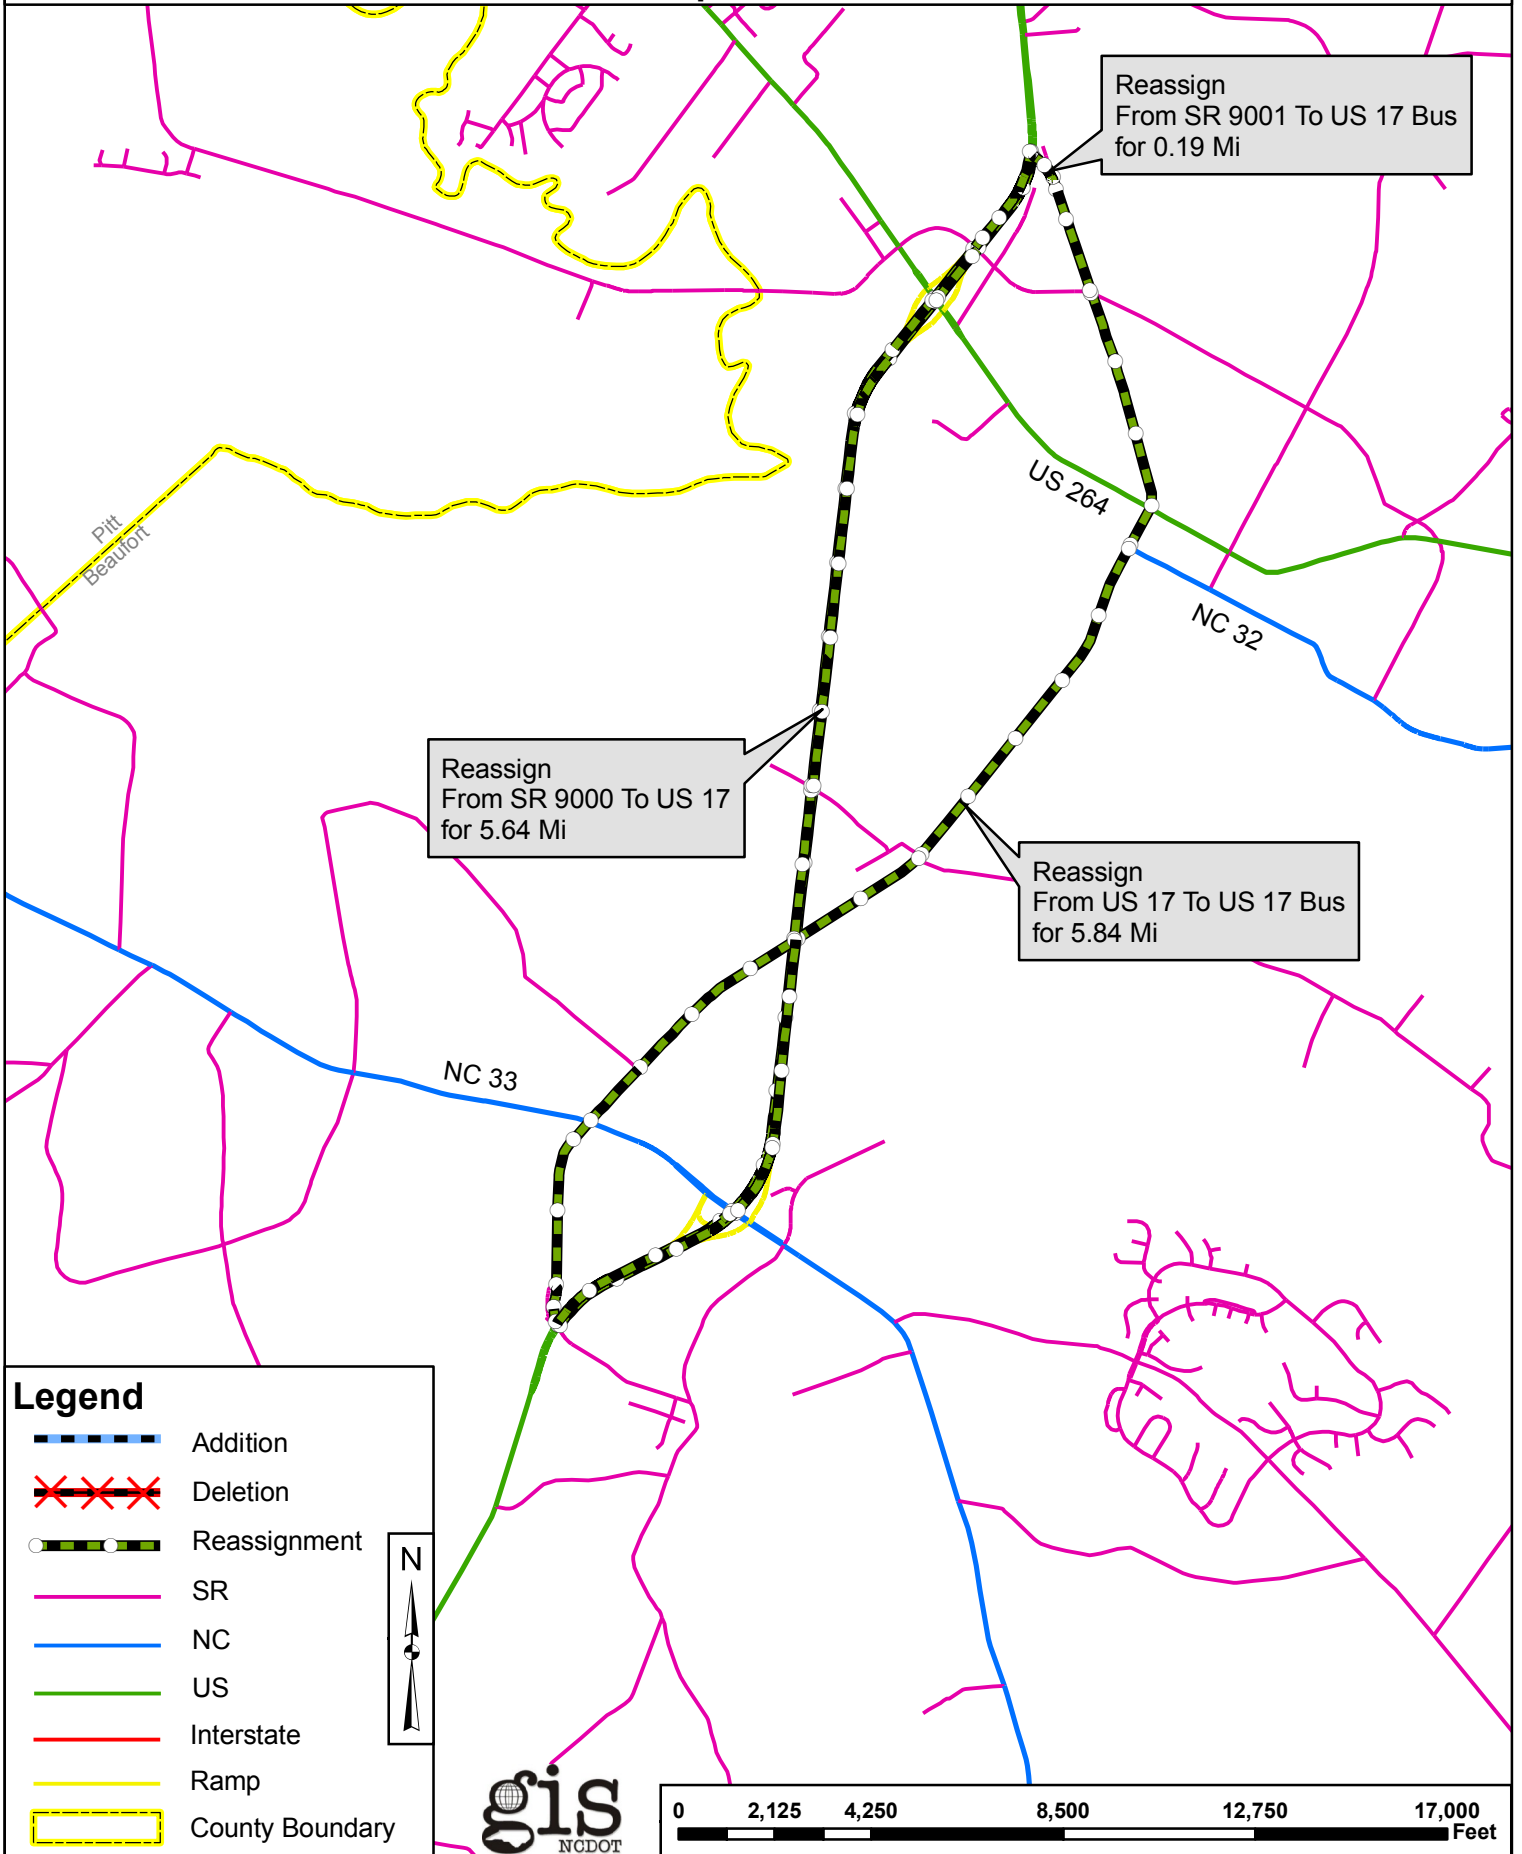 Reassign
From SR 9001 To US 17 Bus
for 0.19 Mi
US 264
Pitt
Beaufort
NC 32
Reassign
From SR 9000 To US 17
for 5.64 Mi
Reassign
From US 17 To US 17 Bus
for 5.84 Mi
NC 33
Legend
Addition
Deletion
Reassignment
SR
NC
US
Interstate
Ramp
County Boundary
N
gis
NCDOT
0 2,125 4,250 8,500 12,750 17,000
Feet